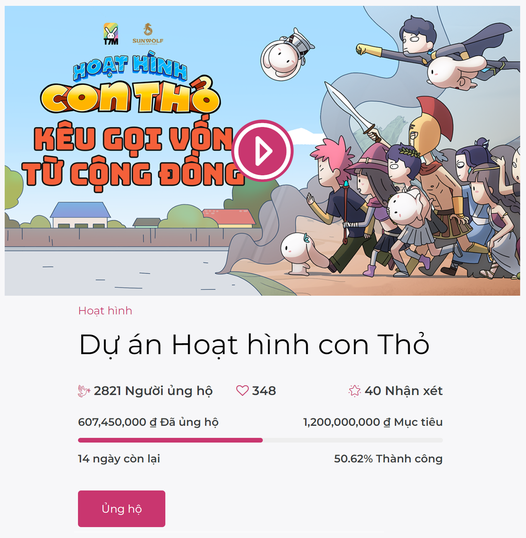 T7M
SUNWOLF
HOẠT HÌNH
CON THỎ
KÊU GỌI VỐN
TỪ CỘNG ĐỒNG
Hoạt hình
Dự án Hoạt hình con Thỏ
2821 Người ủng hộ 348 40 Nhận xét
607,450,000 ₫ Đã ủng hộ 1,200,000,000 ₫ Mục tiêu
14 ngày còn lại 50.62% Thành công
Ủng hộ